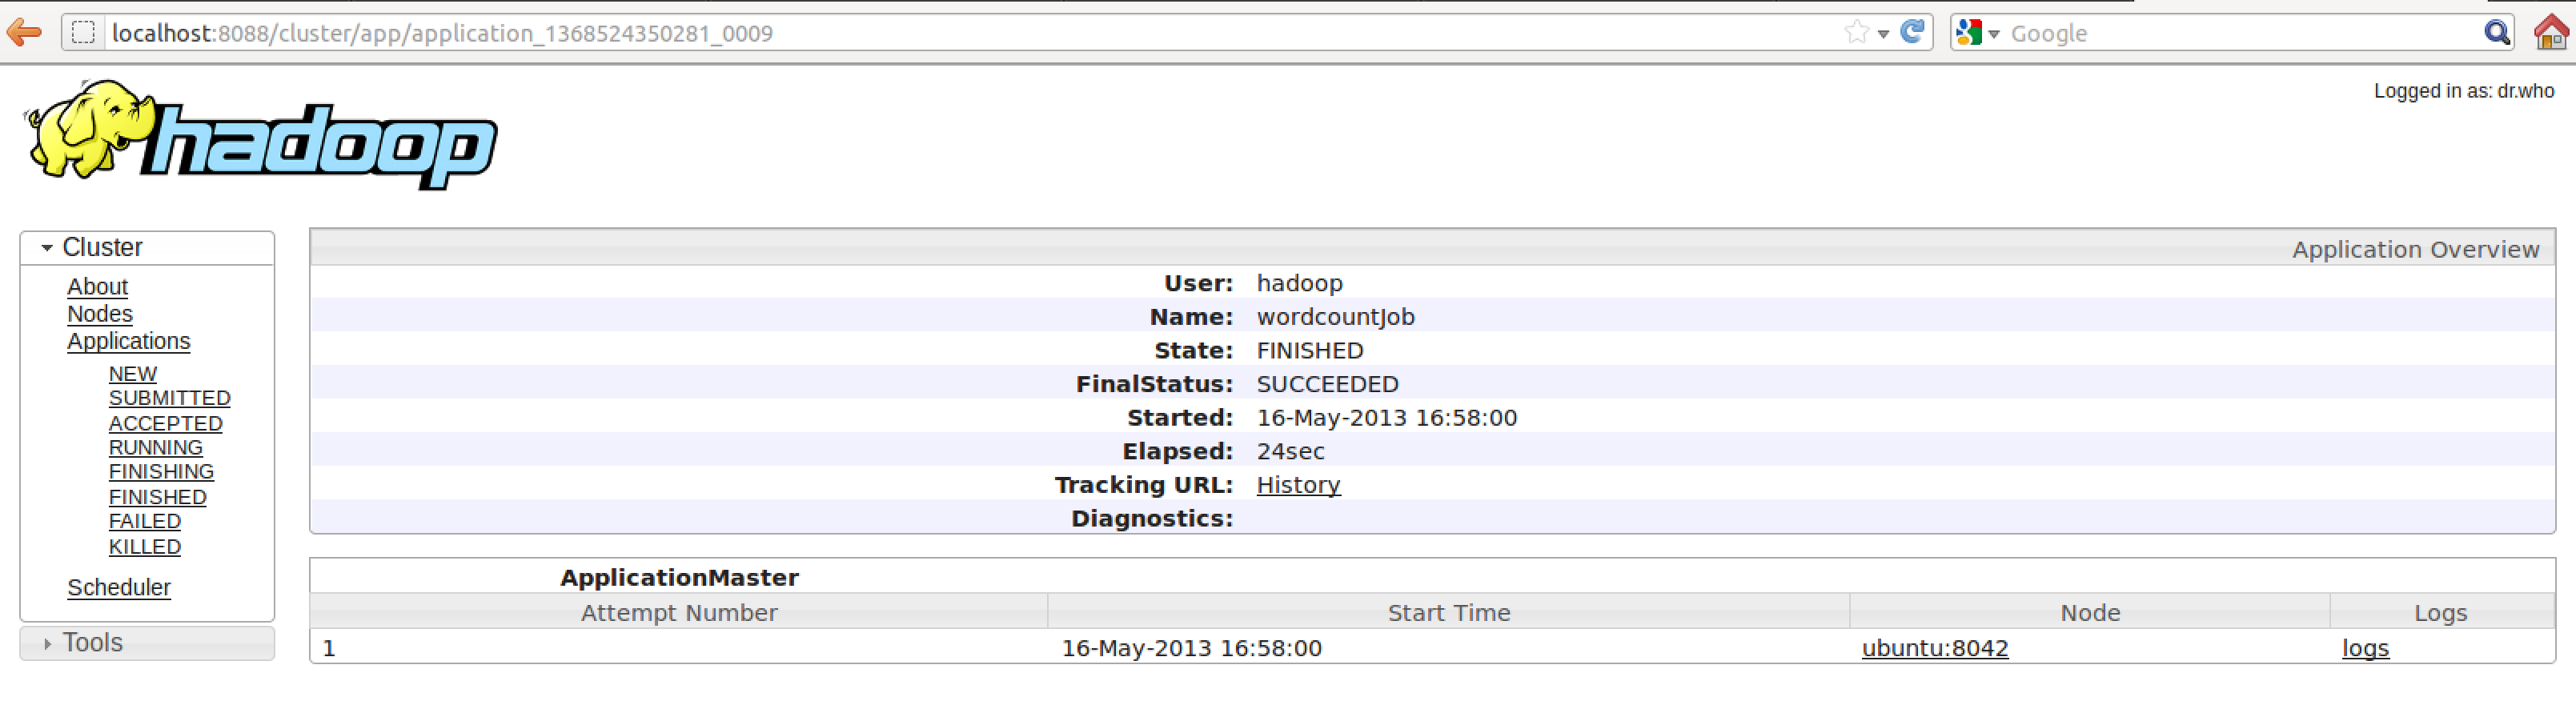 localhost:8088/cluster/app/application_1368524350281_0009
Google
Logged in as: dr.who
hadoop
Cluster
About
Nodes
Applications
NEW
SUBMITTED
ACCEPTED
RUNNING
FINISHING
FINISHED
FAILED
KILLED
Scheduler
Tools
Application Overview
User: hadoop
Name: wordcountJob
State: FINISHED
FinalStatus: SUCCEEDED
Started: 16-May-2013 16:58:00
Elapsed: 24sec
Tracking URL: History
Diagnostics:
ApplicationMaster
Attempt Number Start Time Node Logs
1 16-May-2013 16:58:00 ubuntu:8042 logs